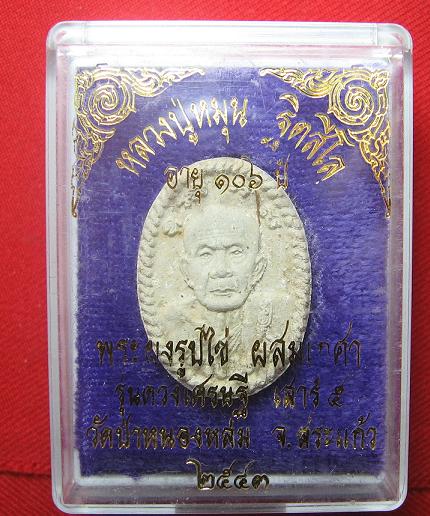 หลวงปู่หมุน ฐิตสีโล
อายุ ๑๐๖ ปี
พระผงรูปไข่ ผสมเกศา
รุ่นดวงเศรษฐี เสาร์ ๕
วัดป่าหนองหล่ม จ.สระแก้ว
๒๕๔๓